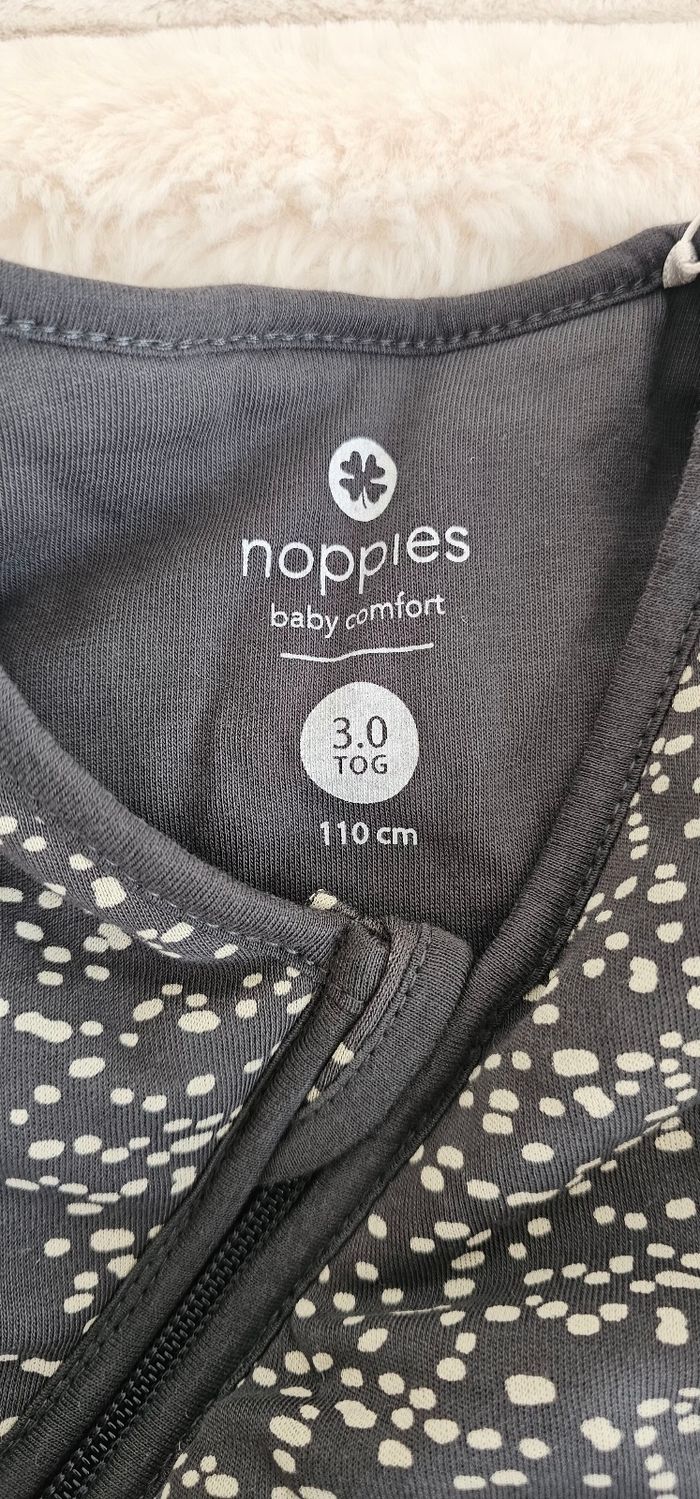 noppies
baby comfort
3.0
TOG
110 cm